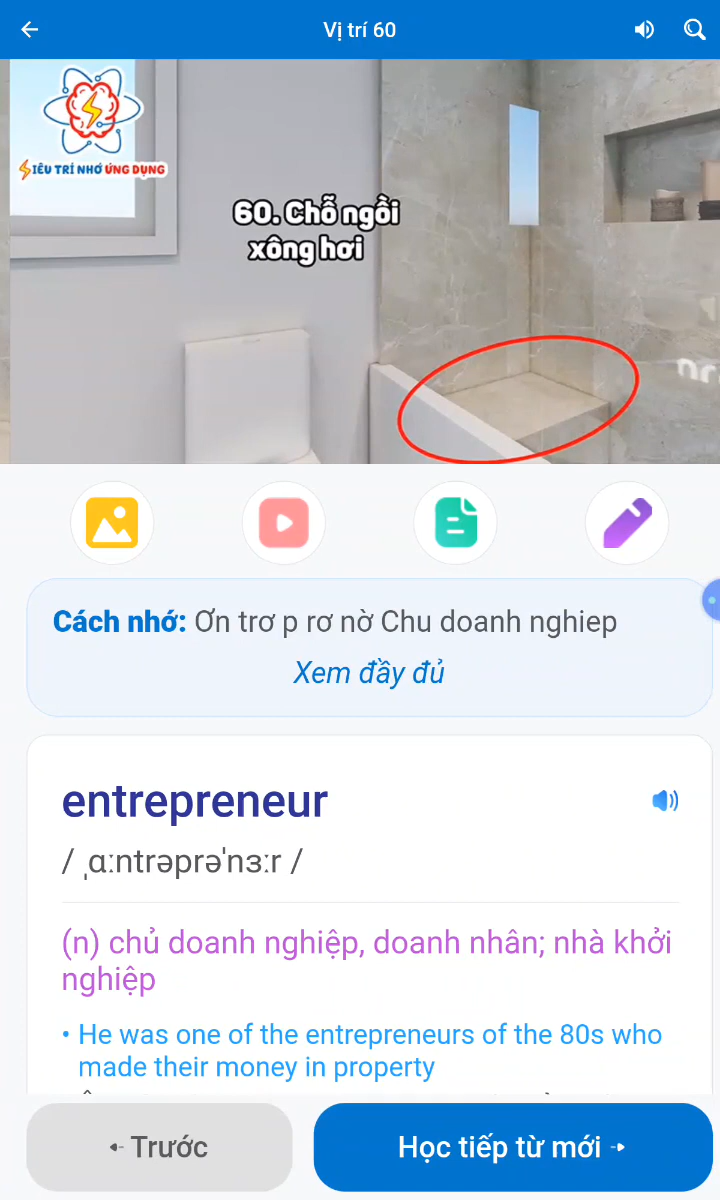 Vị trí 60
SIÊU TRÍ NHỚ ỨNG DỤNG
60. Chỗ ngồi
xông hơi
Cách nhớ: Ơn trơ p rơ nờ Chu doanh nghiep
Xem đầy đủ
entrepreneur
/ ˌɑːntrəprəˈnɜːr /
(n) chủ doanh nghiệp, doanh nhân; nhà khởi
nghiệp
• He was one of the entrepreneurs of the 80s who
made their money in property
Trước
Học tiếp từ mới